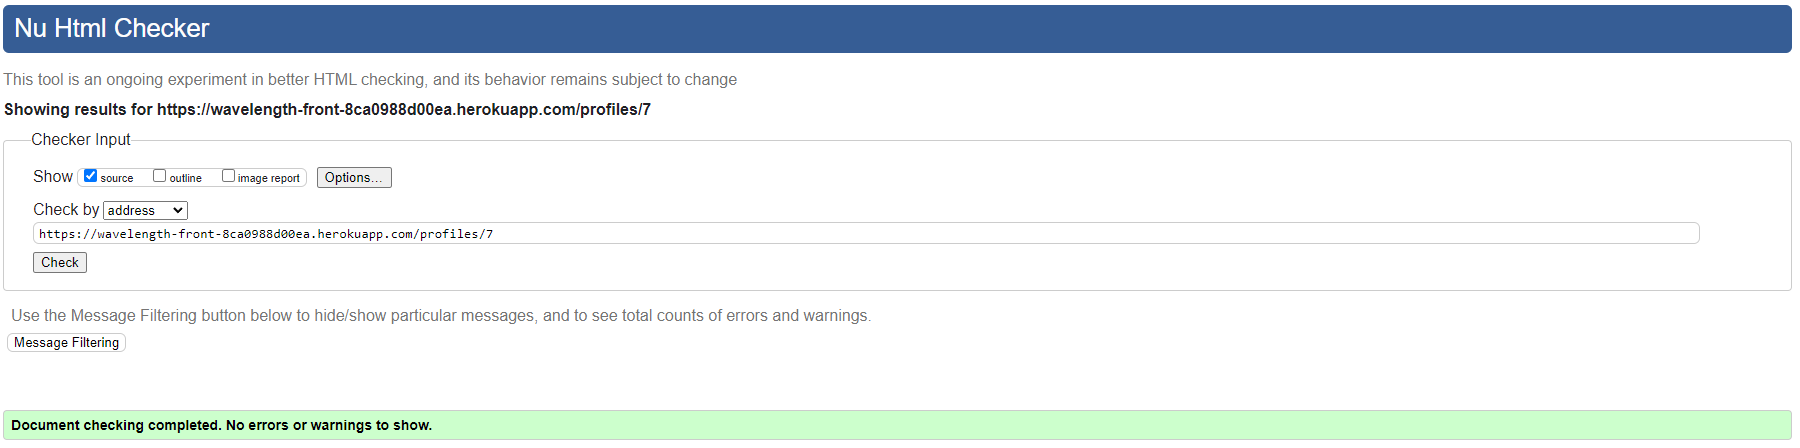 Nu Html Checker
This tool is an ongoing experiment in better HTML checking, and its behavior remains subject to change
Showing results for https://wavelength-front-8ca0988d00ea.herokuapp.com/profiles/7
Checker Input
Show source outline image report Options...
Check by address
https://wavelength-front-8ca0988d00ea.herokuapp.com/profiles/7
Check
Use the Message Filtering button below to hide/show particular messages, and to see total counts of errors and warnings.
Message Filtering
Document checking completed. No errors or warnings to show.